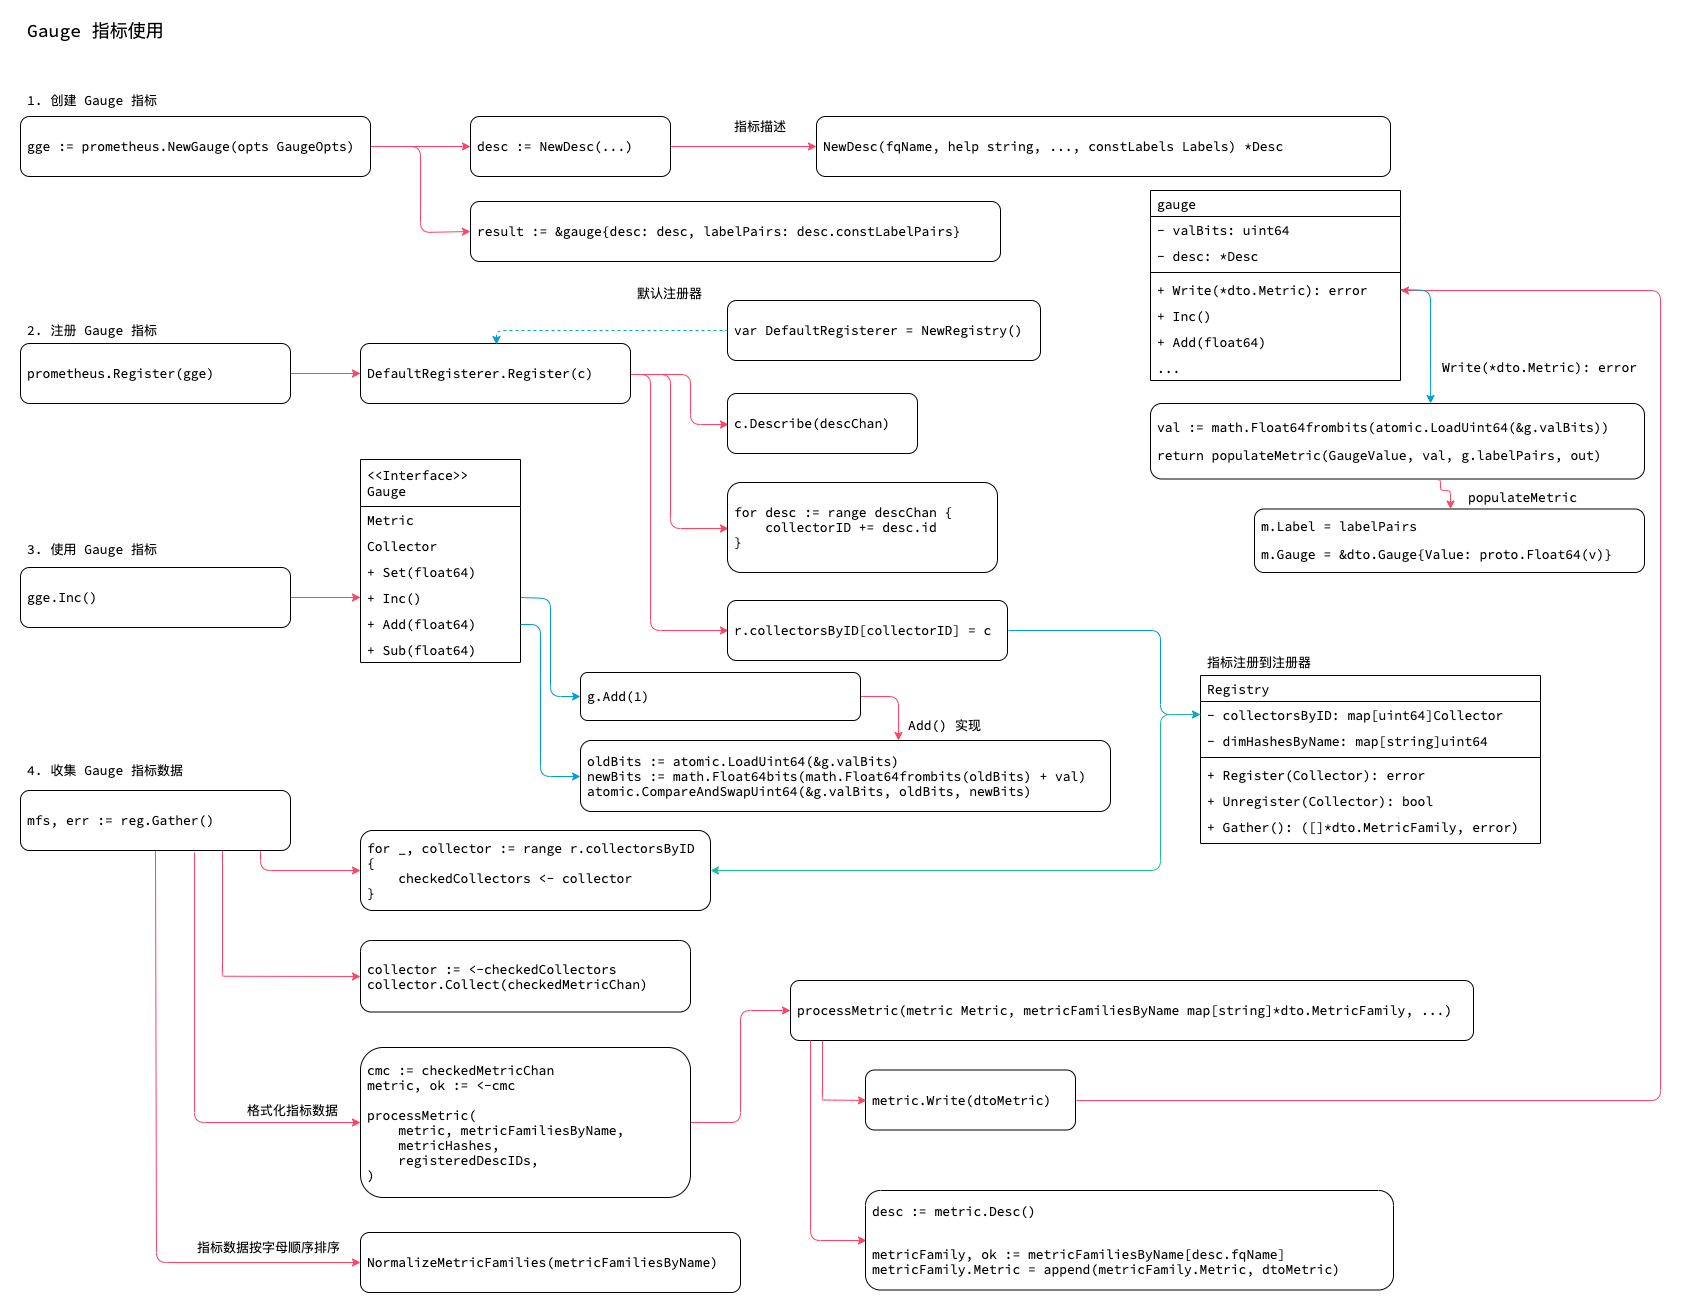 Gauge 指标使用
1. 创建 Gauge 指标
gge := prometheus.NewGauge(opts GaugeOpts)
desc := NewDesc(...)
指标描述
NewDesc(fqName, help string, ..., constLabels Labels) *Desc
result := &gauge{desc: desc, labelPairs: desc.constLabelPairs}
gauge
- valBits: uint64
- desc: *Desc
+ Write(*dto.Metric): error
+ Inc()
+ Add(float64)
...
Write(*dto.Metric): error
val := math.Float64frombits(atomic.LoadUint64(&g.valBits))
return populateMetric(GaugeValue, val, g.labelPairs, out)
populateMetric
m.Label = labelPairs
m.Gauge = &dto.Gauge{Value: proto.Float64(v)}
2. 注册 Gauge 指标
prometheus.Register(gge)
DefaultRegisterer.Register(c)
默认注册器
var DefaultRegisterer = NewRegistry()
c.Describe(descChan)
for desc := range descChan {
    collectorID += desc.id
}
r.collectorsByID[collectorID] = c
指标注册到注册器
Registry
- collectorsByID: map[uint64]Collector
- dimHashesByName: map[string]uint64
+ Register(Collector): error
+ Unregister(Collector): bool
+ Gather(): ([]*dto.MetricFamily, error)
3. 使用 Gauge 指标
gge.Inc()
<<Interface>>
Gauge
Metric
Collector
+ Set(float64)
+ Inc()
+ Add(float64)
+ Sub(float64)
g.Add(1)
Add() 实现
oldBits := atomic.LoadUint64(&g.valBits)
newBits := math.Float64bits(math.Float64frombits(oldBits) + val)
atomic.CompareAndSwapUint64(&g.valBits, oldBits, newBits)
4. 收集 Gauge 指标数据
mfs, err := reg.Gather()
for _, collector := range r.collectorsByID
{
    checkedCollectors <- collector
}
collector := <-checkedCollectors
collector.Collect(checkedMetricChan)
格式化指标数据
cmc := checkedMetricChan
metric, ok := <-cmc
processMetric(
    metric, metricFamiliesByName,
    metricHashes,
    registeredDescIDs,
)
processMetric(metric Metric, metricFamiliesByName map[string]*dto.MetricFamily, ...)
metric.Write(dtoMetric)
desc := metric.Desc()
metricFamily, ok := metricFamiliesByName[desc.fqName]
metricFamily.Metric = append(metricFamily.Metric, dtoMetric)
指标数据按字母顺序排序
NormalizeMetricFamilies(metricFamiliesByName)